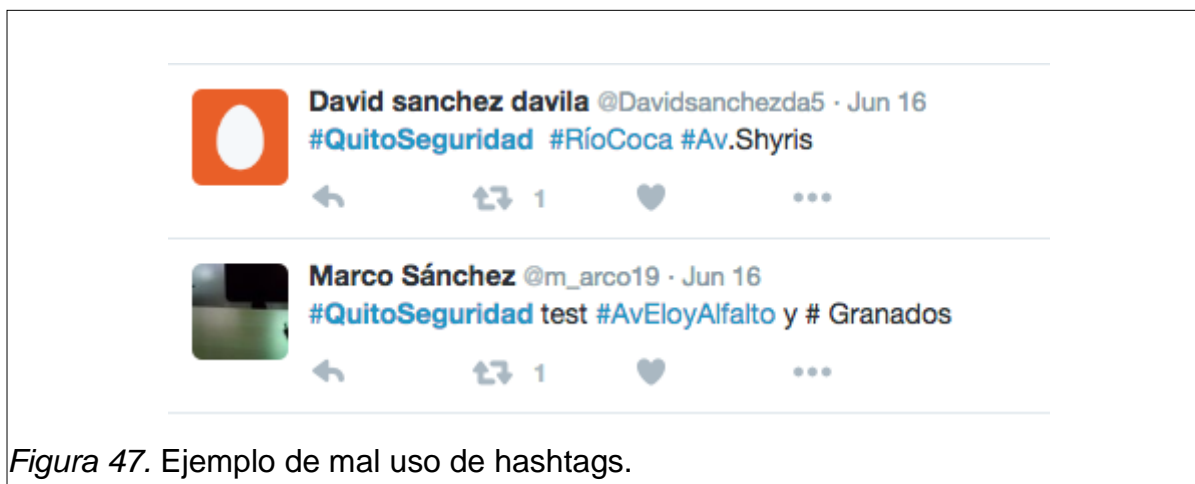 David sanchez davila @Davidsanchezda5 · Jun 16
#QuitoSeguridad #RíoCoca #Av.Shyris
1
Marco Sánchez @m_arco19 · Jun 16
#QuitoSeguridad test #AvEloyAlfalto y # Granados
1
Figura 47. Ejemplo de mal uso de hashtags.